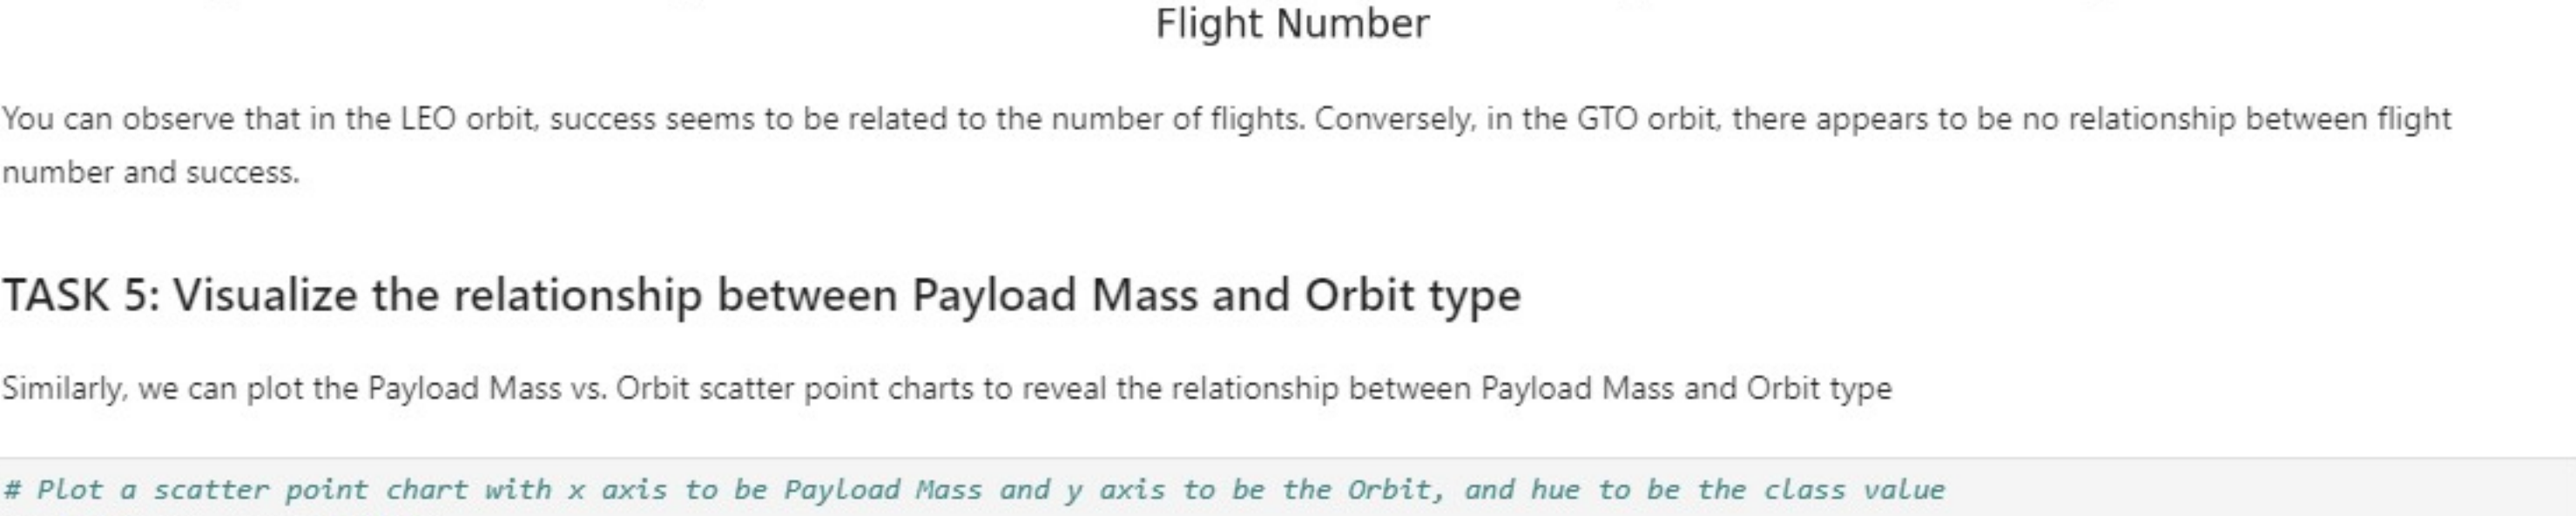 Flight Number
You can observe that in the LEO orbit, success seems to be related to the number of flights. Conversely, in the GTO orbit, there appears to be no relationship between flight
number and success.
TASK 5: Visualize the relationship between Payload Mass and Orbit type
Similarly, we can plot the Payload Mass vs. Orbit scatter point charts to reveal the relationship between Payload Mass and Orbit type
# Plot a scatter point chart with x axis to be Payload Mass and y axis to be the Orbit, and hue to be the class value